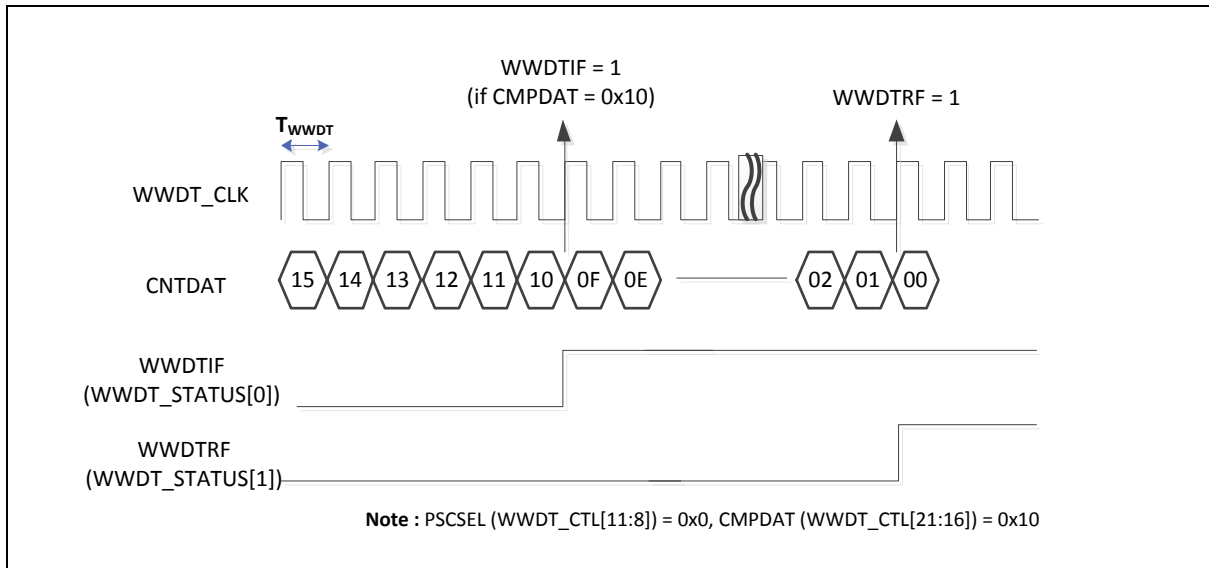 WWDTIF = 1
(if CMPDAT = 0x10)
WWDTRF = 1
TWWDT
WWDT_CLK
CNTDAT
15 14 13 12 11 10 0F 0E 02 01 00
WWDTIF
(WWDT_STATUS[0])
WWDTRF
(WWDT_STATUS[1])
Note : PSCSEL (WWDT_CTL[11:8]) = 0x0, CMPDAT (WWDT_CTL[21:16]) = 0x10